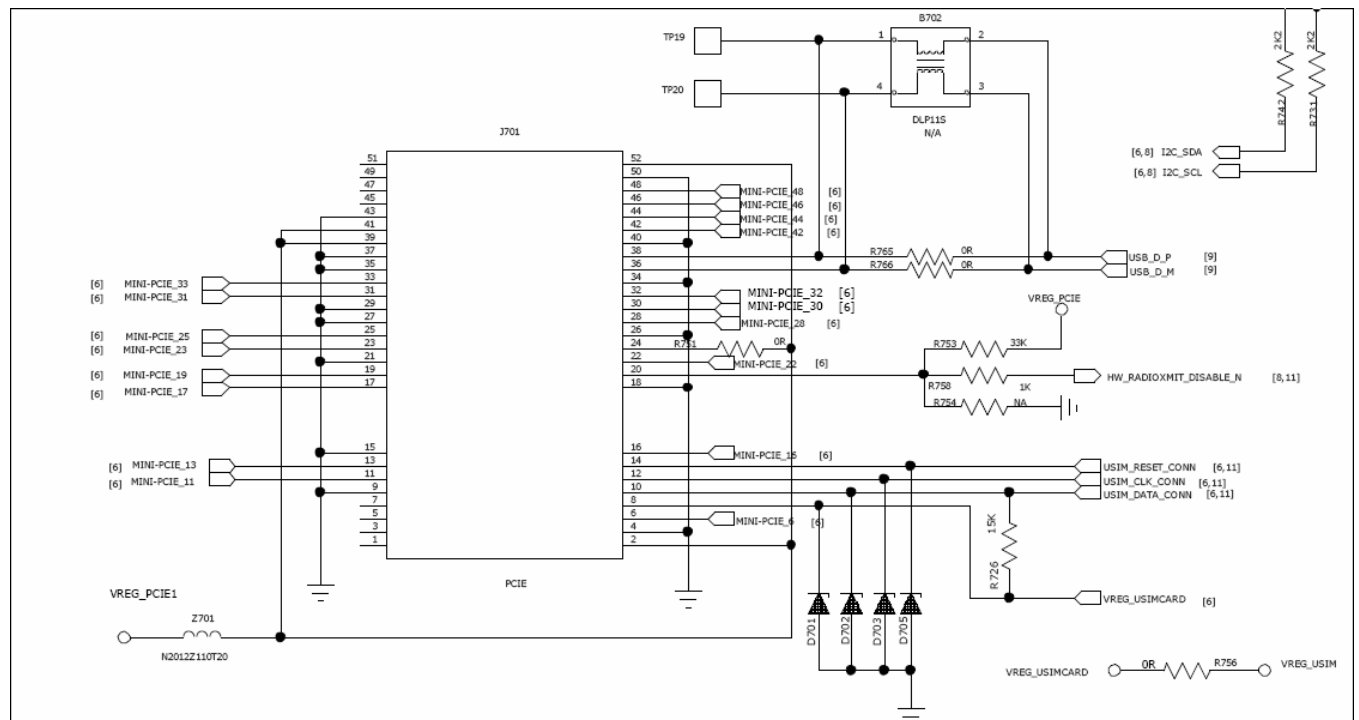 B702
TP19 1 2
TP20 4 3
DLP11S
N/A
2K2 2K2
R742 R731
[6,8] I2C_SDA
[6,8] I2C_SCL
J701
51 52
49 50
47 48 MINI-PCIE_48 [6]
45 46 MINI-PCIE_46 [6]
43 44 MINI-PCIE_44 [6]
41 42 MINI-PCIE_42 [6]
39 40
37 38 R765 0R USB_D_P [9]
35 36 R766 0R USB_D_M [9]
[6] MINI-PCIE_33 33 34
[6] MINI-PCIE_31 31 32 MINI-PCIE_32 [6]
29 30 MINI-PCIE_30 [6]
27 28 MINI-PCIE_28 [6]
VREG_PCIE
[6] MINI-PCIE_25 25 26
[6] MINI-PCIE_23 23 24 R751 0R R753 33K
21 22 MINI-PCIE_22 [6]
[6] MINI-PCIE_19 19 20 R758 1K HW_RADIOXMIT_DISABLE_N [8,11]
[6] MINI-PCIE_17 17 18
R754 NA
15 16 MINI-PCIE_16 [6]
[6] MINI-PCIE_13 13 14 USIM_RESET_CONN [6,11]
[6] MINI-PCIE_11 11 12 USIM_CLK_CONN [6,11]
9 10 USIM_DATA_CONN [6,11]
7 8
5 6 MINI-PCIE_6 [6]
3 4
1 2
15K
R726
PCIE
VREG_PCIE1
VREG_USIMCARD [6]
Z701
N2012Z110T20
D701 D702 D703 D705
VREG_USIMCARD 0R R756 VREG_USIM